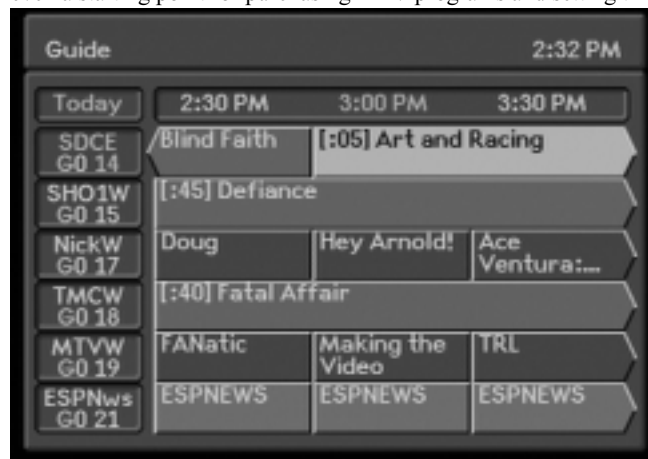 Guide 2:32 PM
Today 2:30 PM 3:00 PM 3:30 PM
SDCE Blind Faith [:05] Art and Racing
G0 14
SHO1W [:45] Defiance
G0 15
NickW Doug Hey Arnold! Ace
G0 17 Ventura:...
TMCW [:40] Fatal Affair
G0 18
MTVW FANatic Making the TRL
G0 19 Video
ESPNws ESPNEWS ESPNEWS ESPNEWS
G0 21